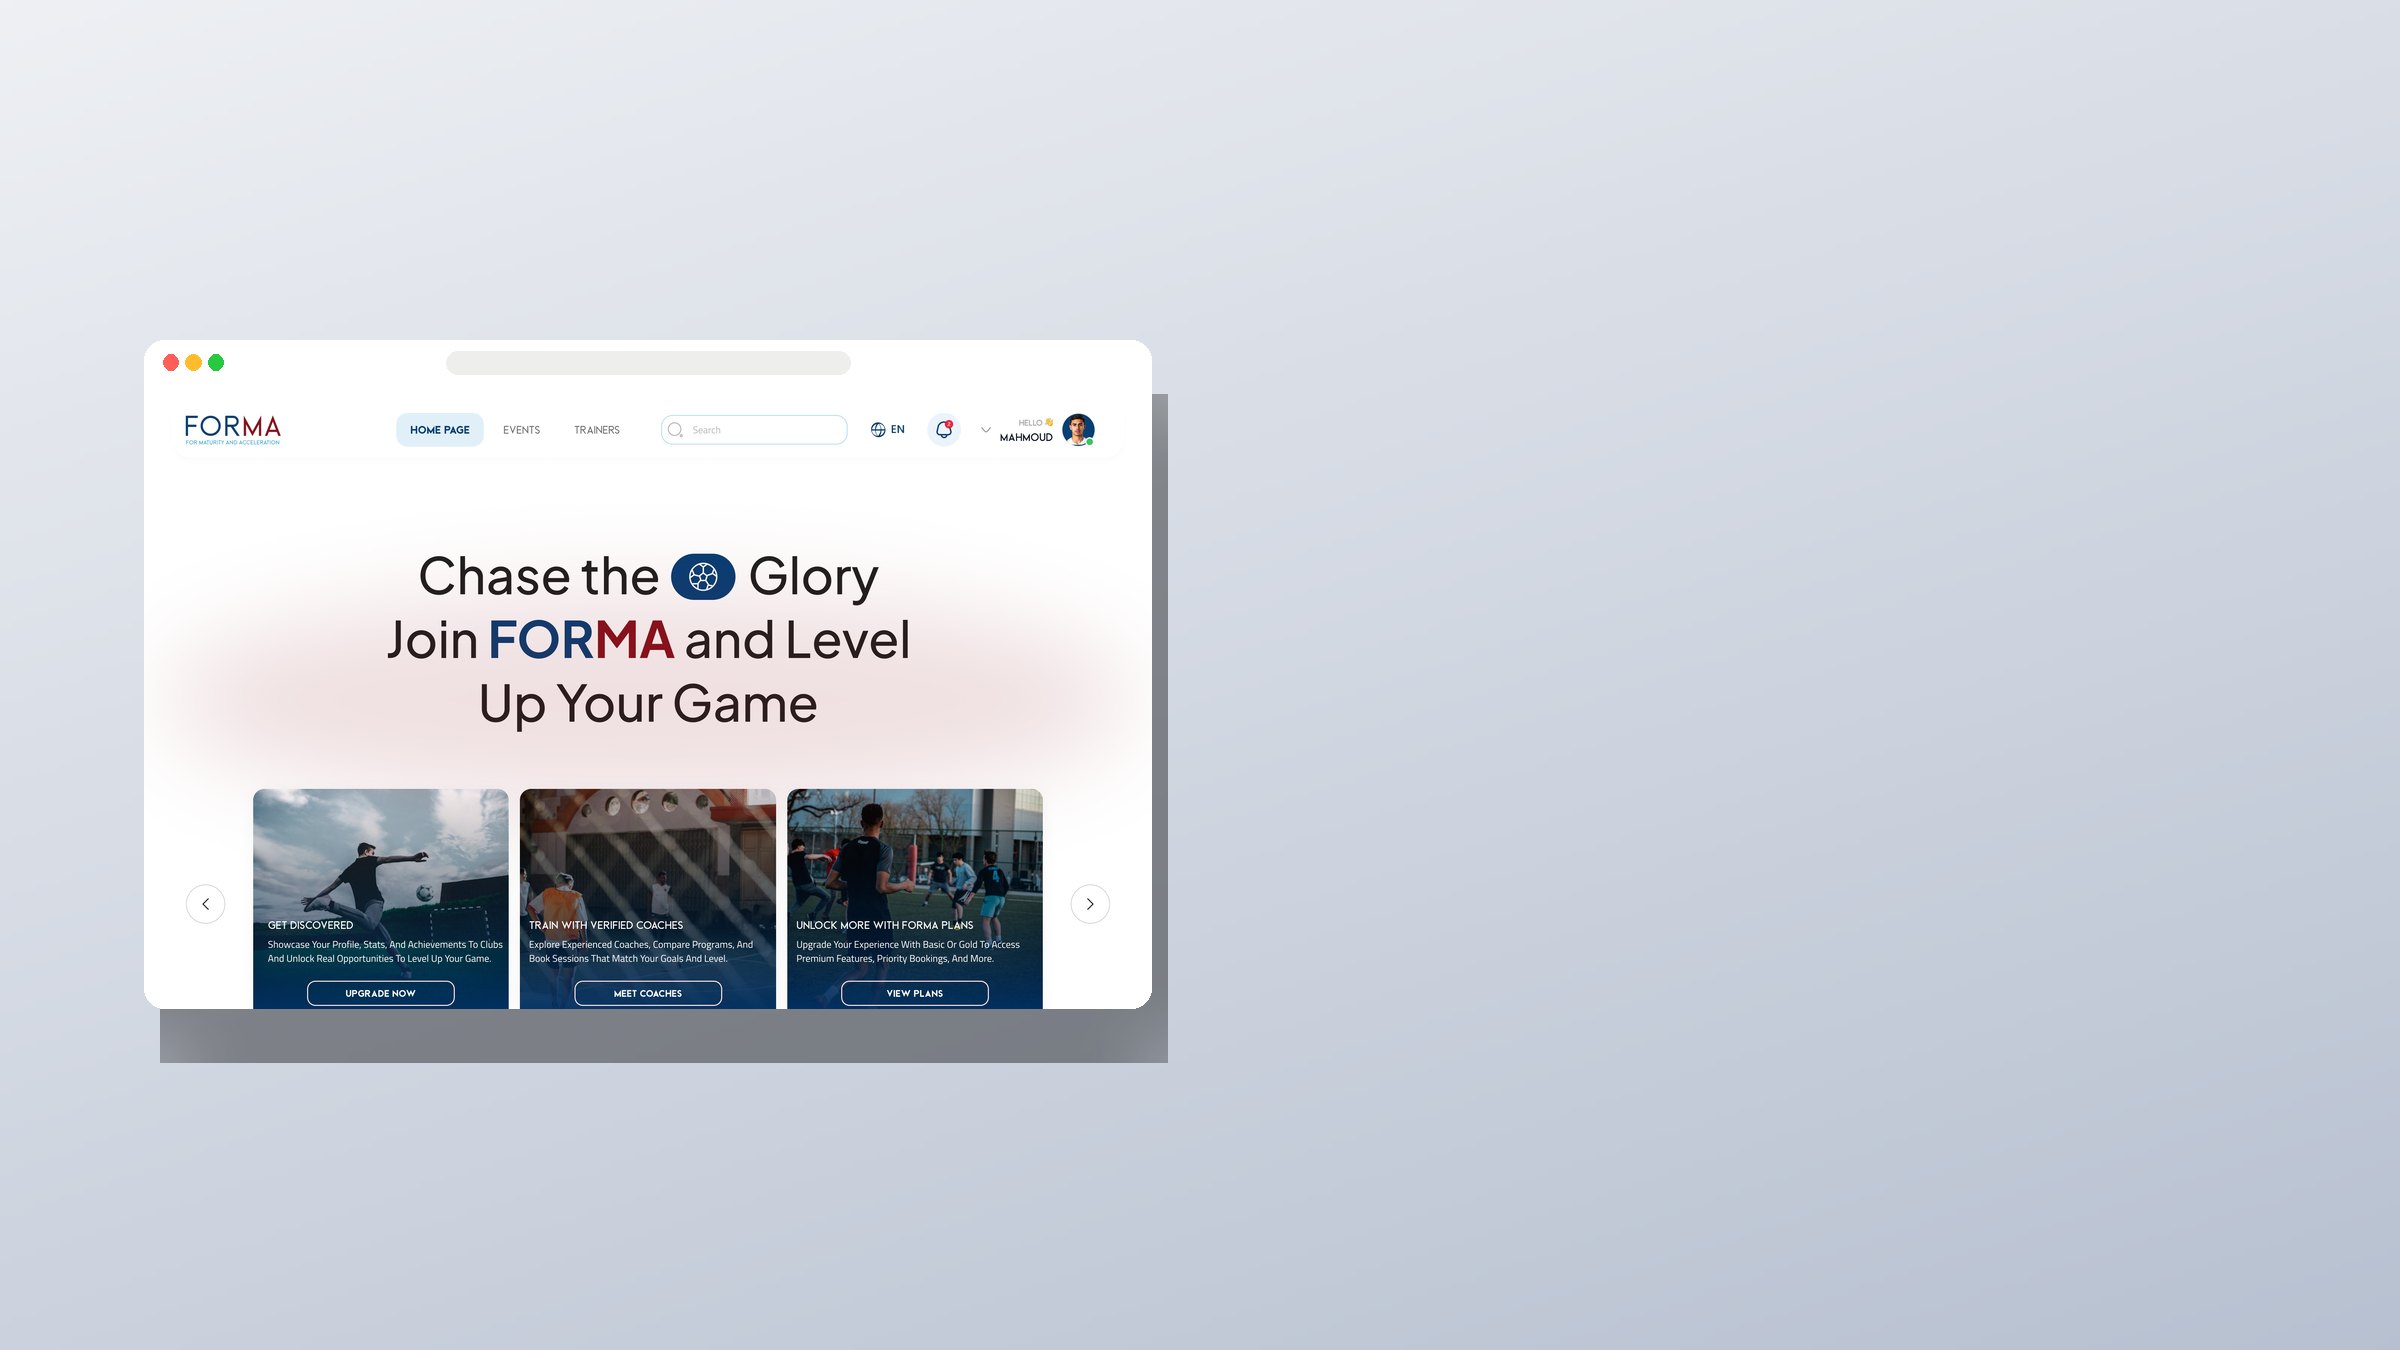 FORMA
FOR MATURITY AND ACCELERATION
HOME PAGE
EVENTS
TRAINERS
Search
EN
2
HELLO 👋
MAHMOUD
Chase the Glory
Join FORMA and Level
Up Your Game
GET DISCOVERED
Showcase Your Profile, Stats, And Achievements To Clubs
And Unlock Real Opportunities To Level Up Your Game.
UPGRADE NOW
TRAIN WITH VERIFIED COACHES
Explore Experienced Coaches, Compare Programs, And
Book Sessions That Match Your Goals And Level.
MEET COACHES
4
UNLOCK MORE WITH FORMA PLANS
Upgrade Your Experience With Basic Or Gold To Access
Premium Features, Priority Bookings, And More.
VIEW PLANS